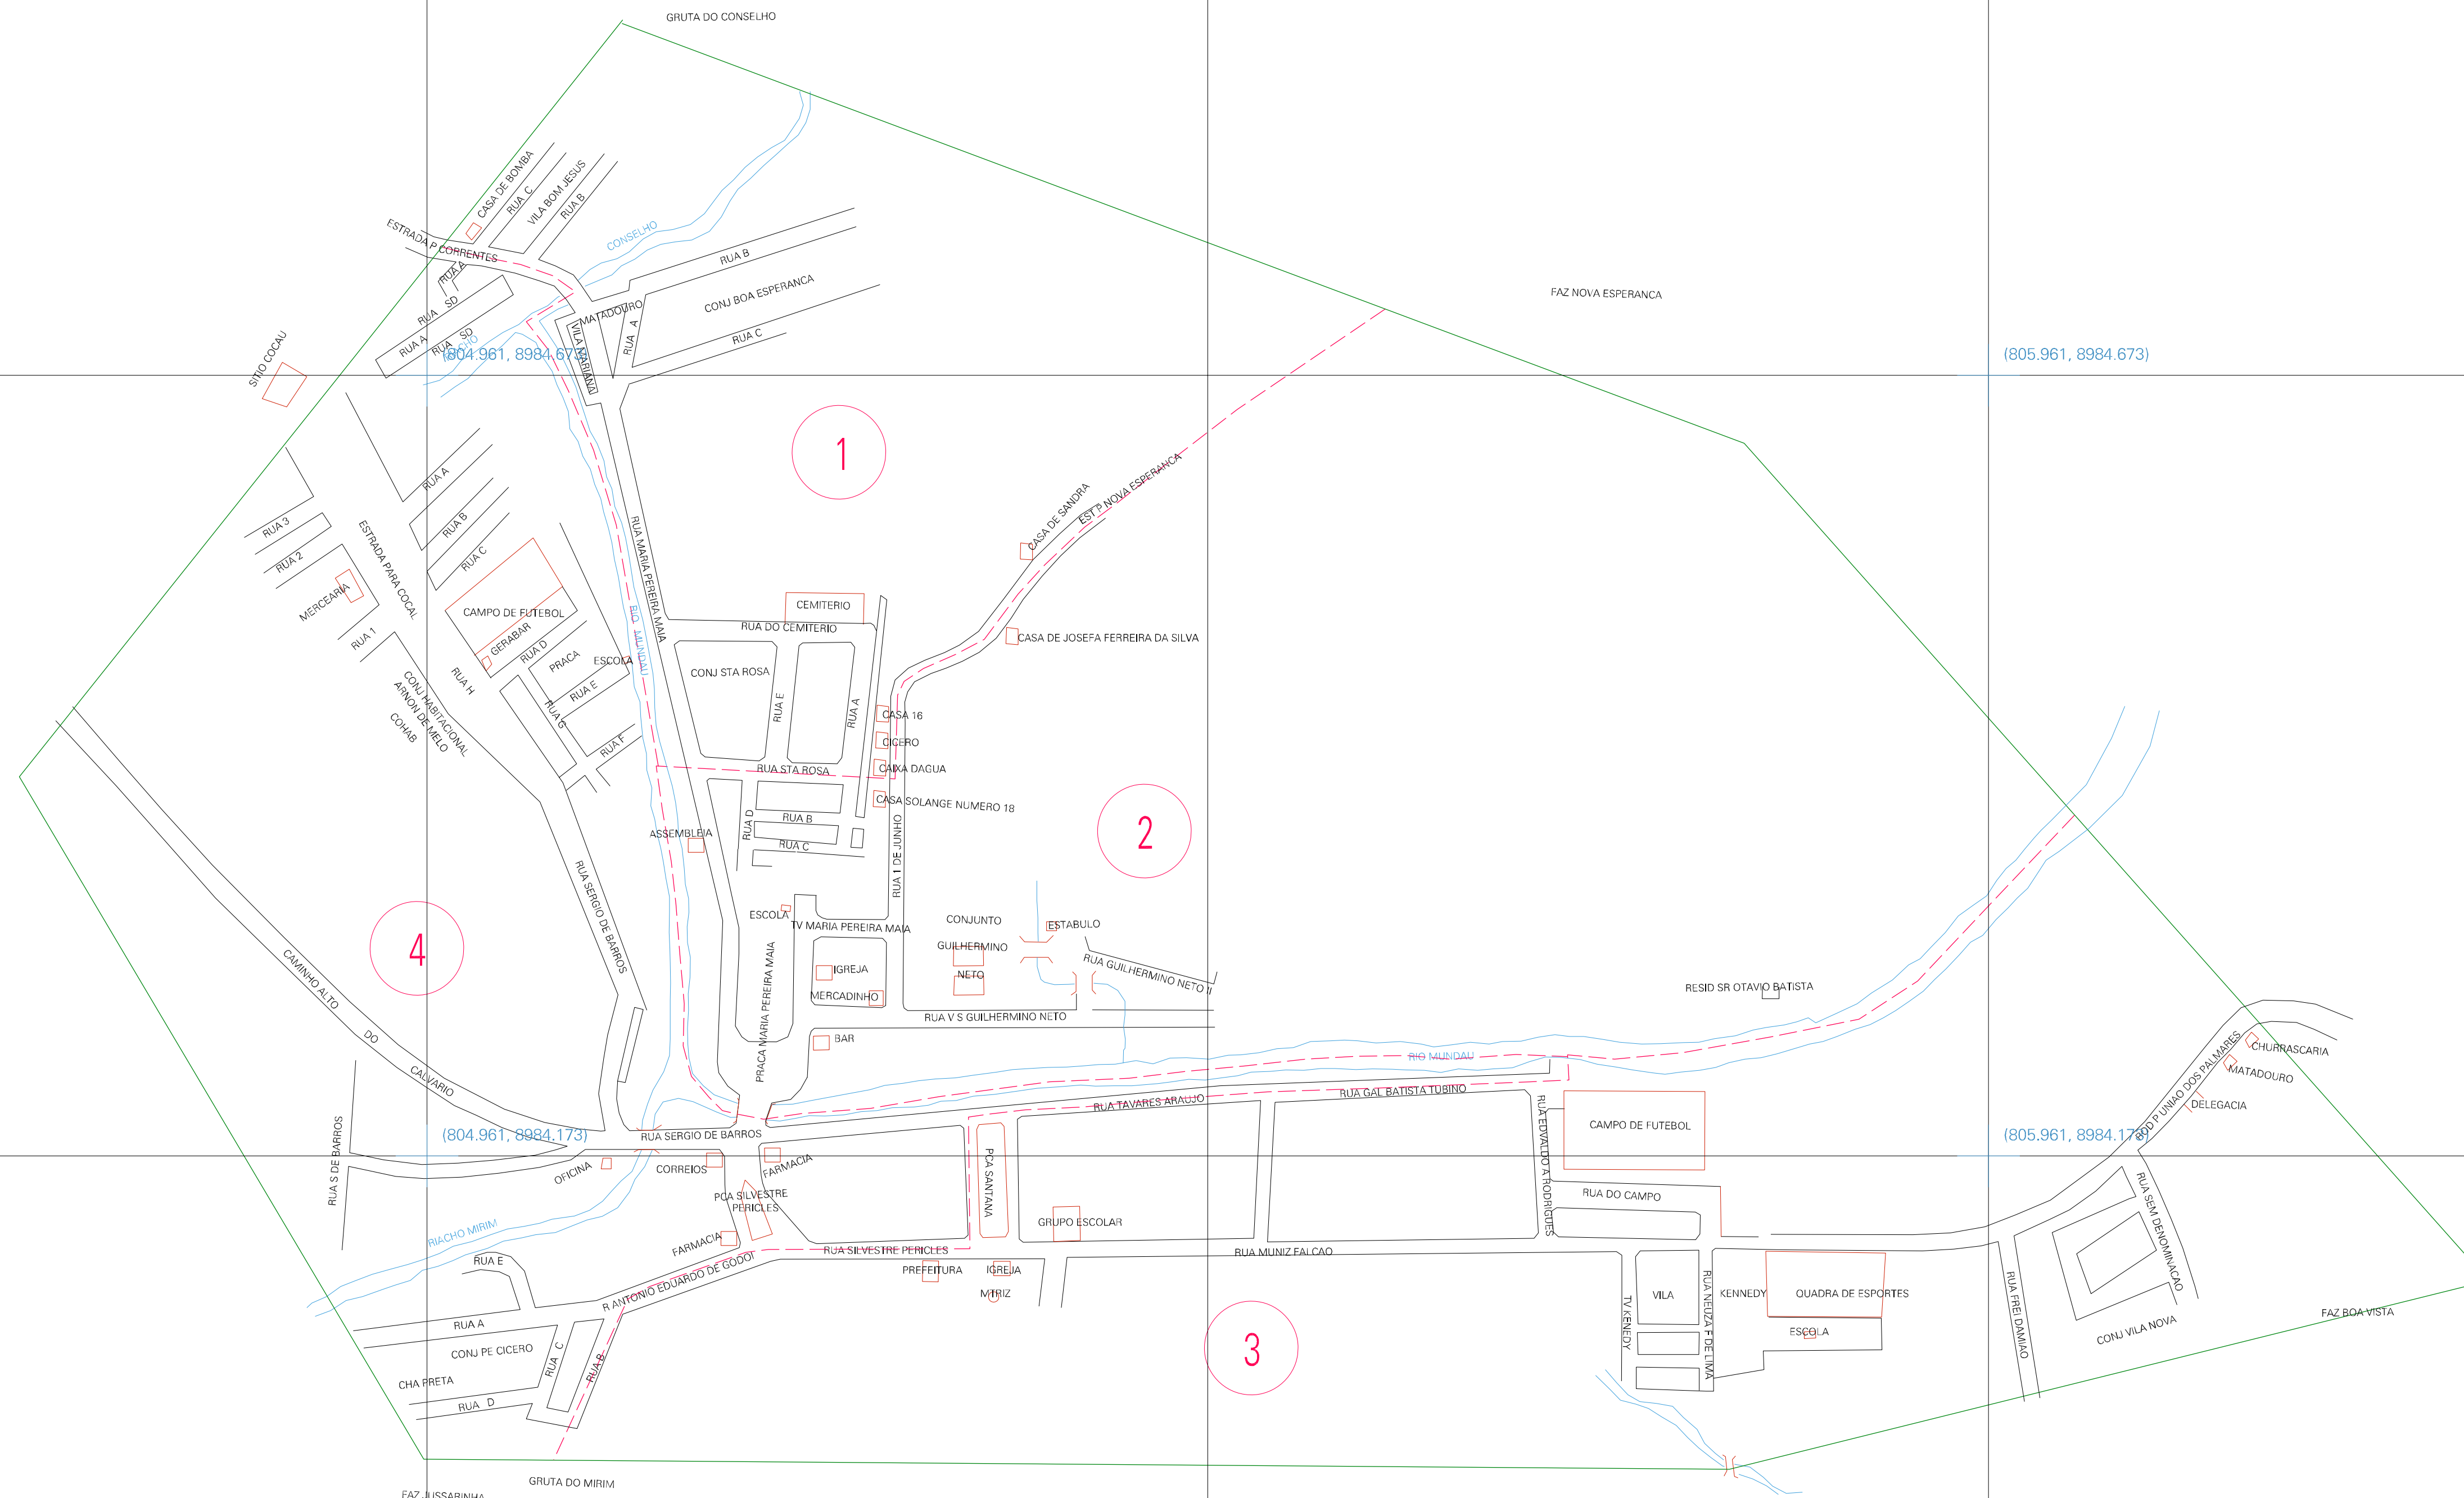 GRUTA DO CONSELHO
CASA DE BOMBA
RUA C
VILA BOM JESUS
RUA B
ESTRADA P CORRENTES
CONSELHO
RUA B
RUA A
CONJ BOA ESPERANCA
FAZ NOVA ESPERANCA
RUA SD
MATADOURO
RUA A
VILA MARIANA
RUA C
RUA A
RUA SD
RIACHO
SITIO COCAU
(804.961, 8984.673)
(805.961, 8984.673)
1
RUA A
RUA B
RUA C
RUA 3
RUA 2
ESTRADA PARA COCAL
MERCEARIA
RUA 1
CAMPO DE FUTEBOL
GERABAR
RUA D
PRACA
ESCOLA
RUA E
RUA H
RUA G
RUA F
CONJ HABITACIONAL
ARNON DE MELO
COHAB
RUA MARIA PEREIRA MAIA
RIO MUNDAU
CASA DE SANDRA
EST P NOVA ESPERANCA
CEMITERIO
RUA DO CEMITERIO
CASA DE JOSEFA FERREIRA DA SILVA
CONJ STA ROSA
RUA E
RUA A
CASA 16
CICERO
CAIXA DAGUA
RUA STA ROSA
CASA SOLANGE NUMERO 18
RUA D
RUA B
RUA C
ASSEMBLEIA
RUA 1 DE JUNHO
2
RUA SERGIO DE BARROS
4
CAMINHO ALTO
DO
CALVARIO
ESCOLA
TV MARIA PEREIRA MAIA
PRACA MARIA PEREIRA MAIA
IGREJA
MERCADINHO
BAR
CONJUNTO
GUILHERMINO
NETO
ESTABULO
RUA GUILHERMINO NETO II
RUA V S GUILHERMINO NETO
RESID SR OTAVIO BATISTA
RIO MUNDAU
CHURRASCARIA
MATADOURO
DELEGACIA
ROD P UNIAO DOS PALMARES
RUA GAL BATISTA TUBINO
RUA TAVARES ARAUJO
RUA EDVALDO A RODRIGUES
CAMPO DE FUTEBOL
(804.961, 8984.173)
(805.961, 8984.173)
RUA S DE BARROS
RUA SERGIO DE BARROS
OFICINA
CORREIOS
FARMACIA
PCA SILVESTRE
PERICLES
PCA SANTANA
RUA DO CAMPO
RUA SEM DENOMINACAO
GRUPO ESCOLAR
RIACHO MIRIM
FARMACIA
RUA SILVESTRE PERICLES
RUA MUNIZ FALCAO
RUA E
R ANTONIO EDUARDO DE GODOI
PREFEITURA
IGREJA
MTRIZ
VILA
KENNEDY
QUADRA DE ESPORTES
TV KENEDY
RUA NEUZA F DE LIMA
ESCOLA
RUA FREI DAMIAO
CONJ VILA NOVA
FAZ BOA VISTA
RUA A
CONJ PE CICERO
RUA C
RUA B
CHA PRETA
RUA D
3
GRUTA DO MIRIM
FAZ JUSSARINHA